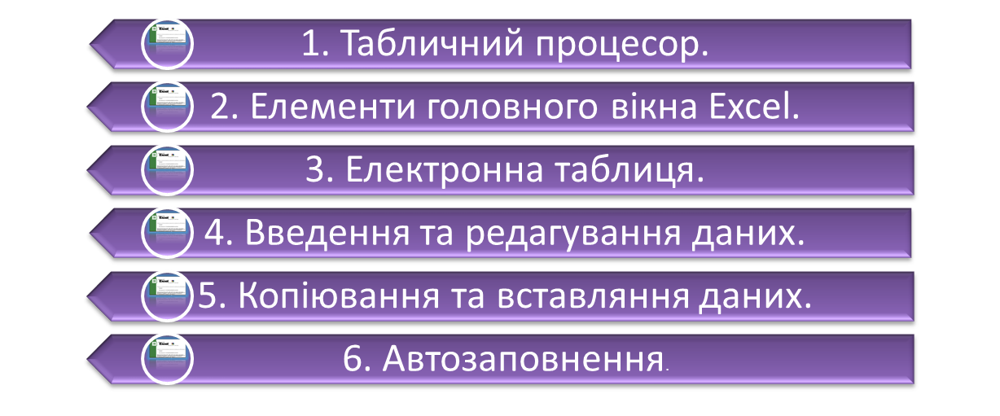 1. Табличний процесор.
2. Елементи головного вікна Excel.
3. Електронна таблиця.
4. Введення та редагування даних.
5. Копіювання та вставляння даних.
6. Автозаповнення.